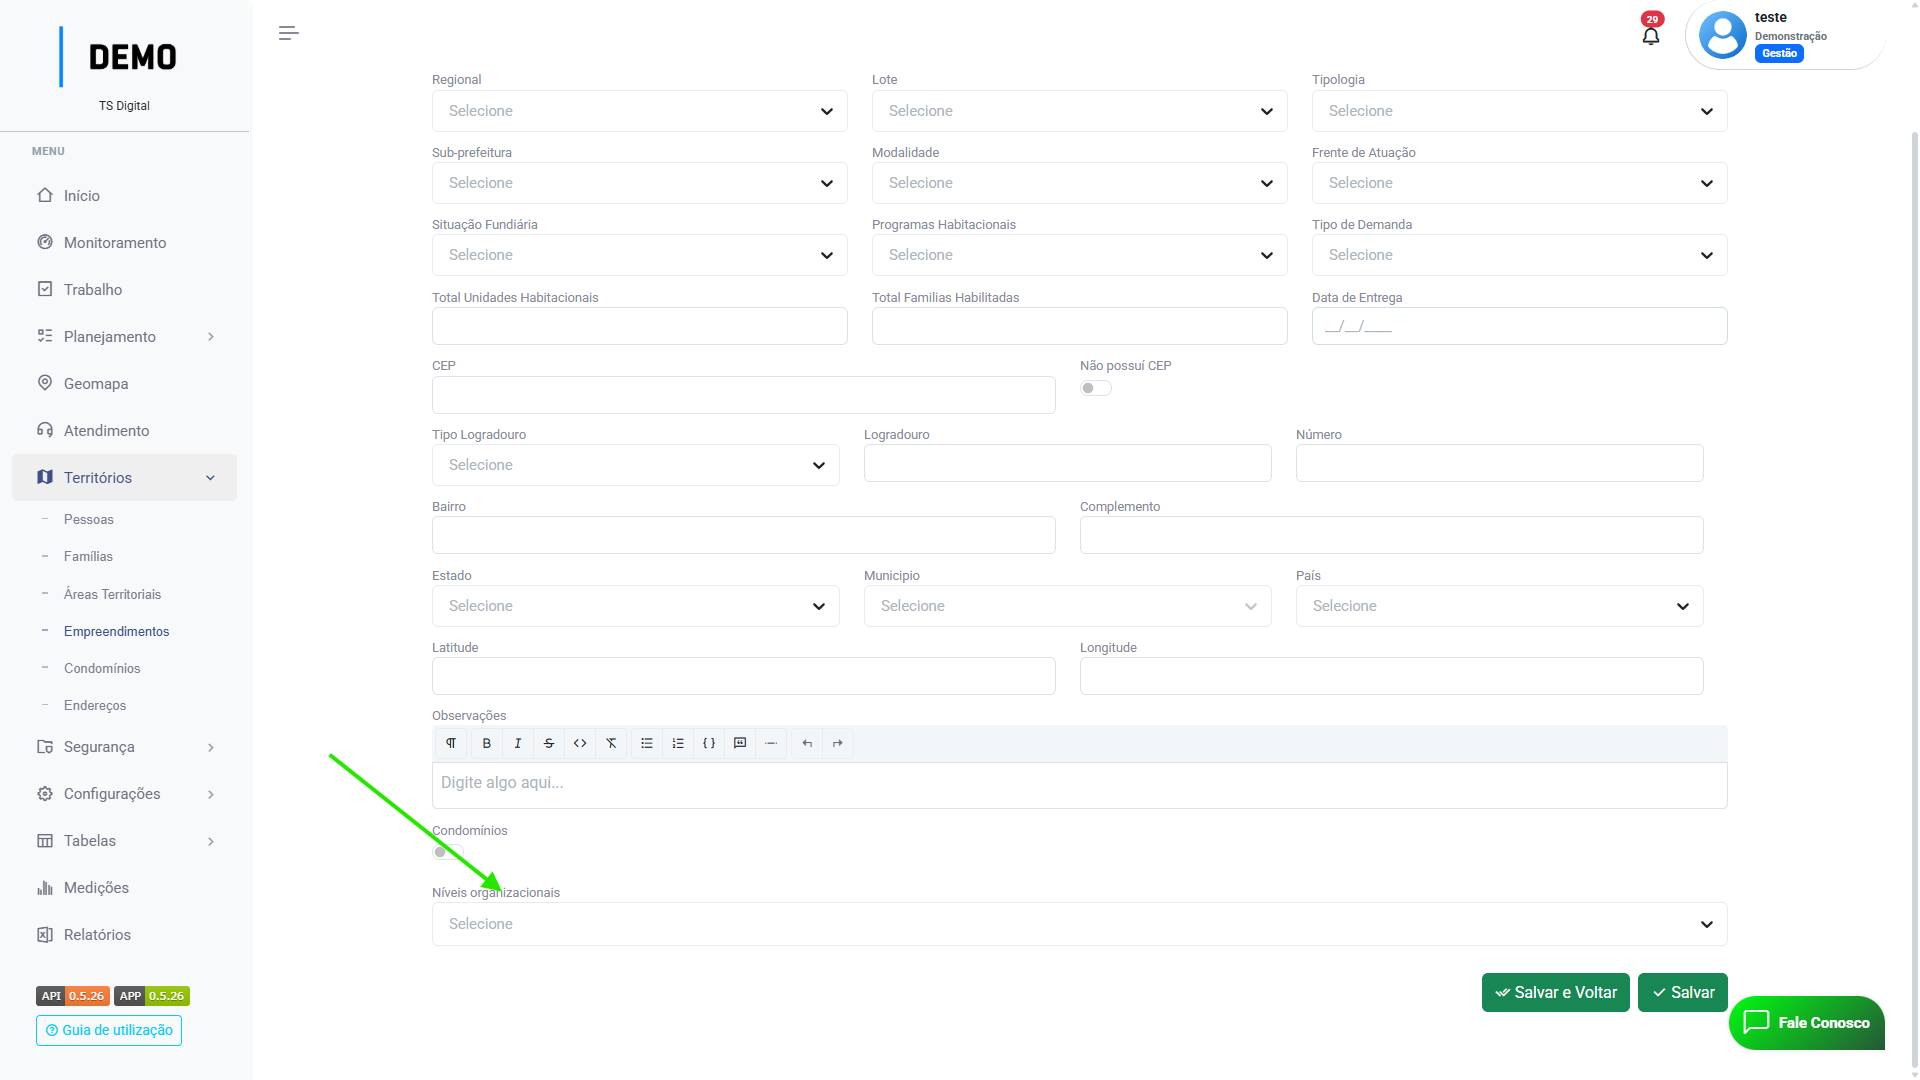 DEMO
TS Digital
MENU
Início
Monitoramento
Trabalho
Planejamento
Geomapa
Atendimento
Territórios
Pessoas
Famílias
Áreas Territoriais
Empreendimentos
Condomínios
Endereços
Segurança
Configurações
Tabelas
Medições
Relatórios
API 0.5.26 APP 0.5.26
Guia de utilização
29
teste
Demonstração
Gestão
Regional Lote Tipologia
Selecione Selecione Selecione
Sub-prefeitura Modalidade Frente de Atuação
Selecione Selecione Selecione
Situação Fundiária Programas Habitacionais Tipo de Demanda
Selecione Selecione Selecione
Total Unidades Habitacionais Total Familias Habilitadas Data de Entrega
__/__/____
CEP Não possuí CEP
Tipo Logradouro Logradouro Número
Selecione
Bairro Complemento
Estado Municipio País
Selecione Selecione Selecione
Latitude Longitude
Observações
Digite algo aqui...
Condomínios
Níveis organizacionais
Selecione
Salvar e Voltar Salvar
Fale Conosco